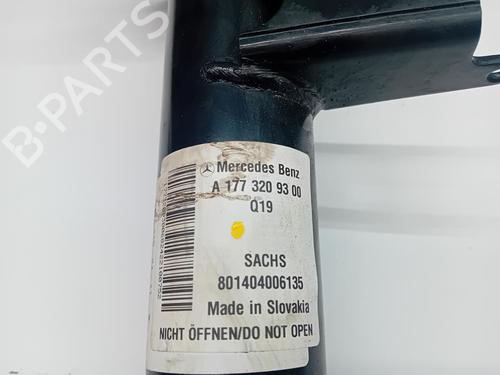 B-PARTS
Mercedes Benz
A 177 320 93 00
Q19
SACHS
801404006135
Made in Slovakia
NICHT ÖFFNEN/DO NOT OPEN